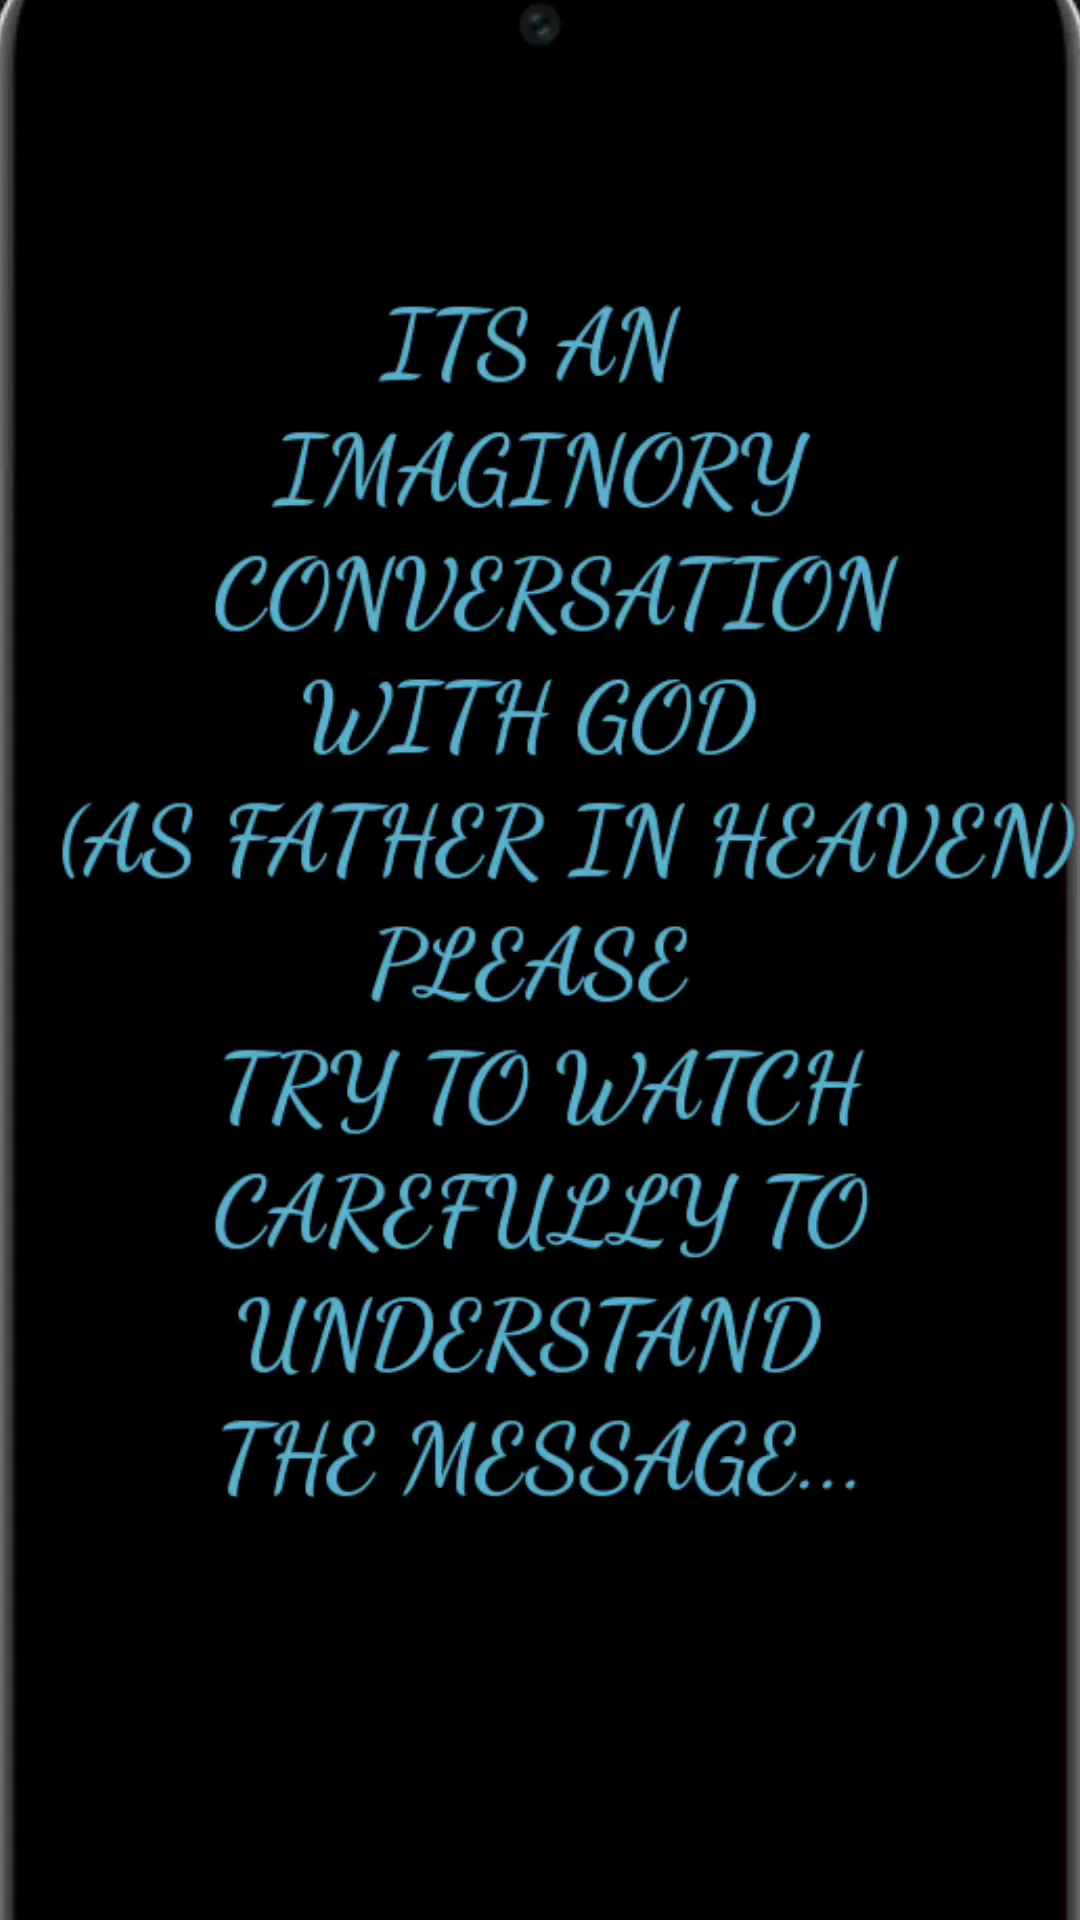 ITS AN
IMAGINORY
CONVERSATION
WITH GOD
(AS FATHER IN HEAVEN)
PLEASE
TRY TO WATCH
CAREFULLY TO
UNDERSTAND
THE MESSAGE...